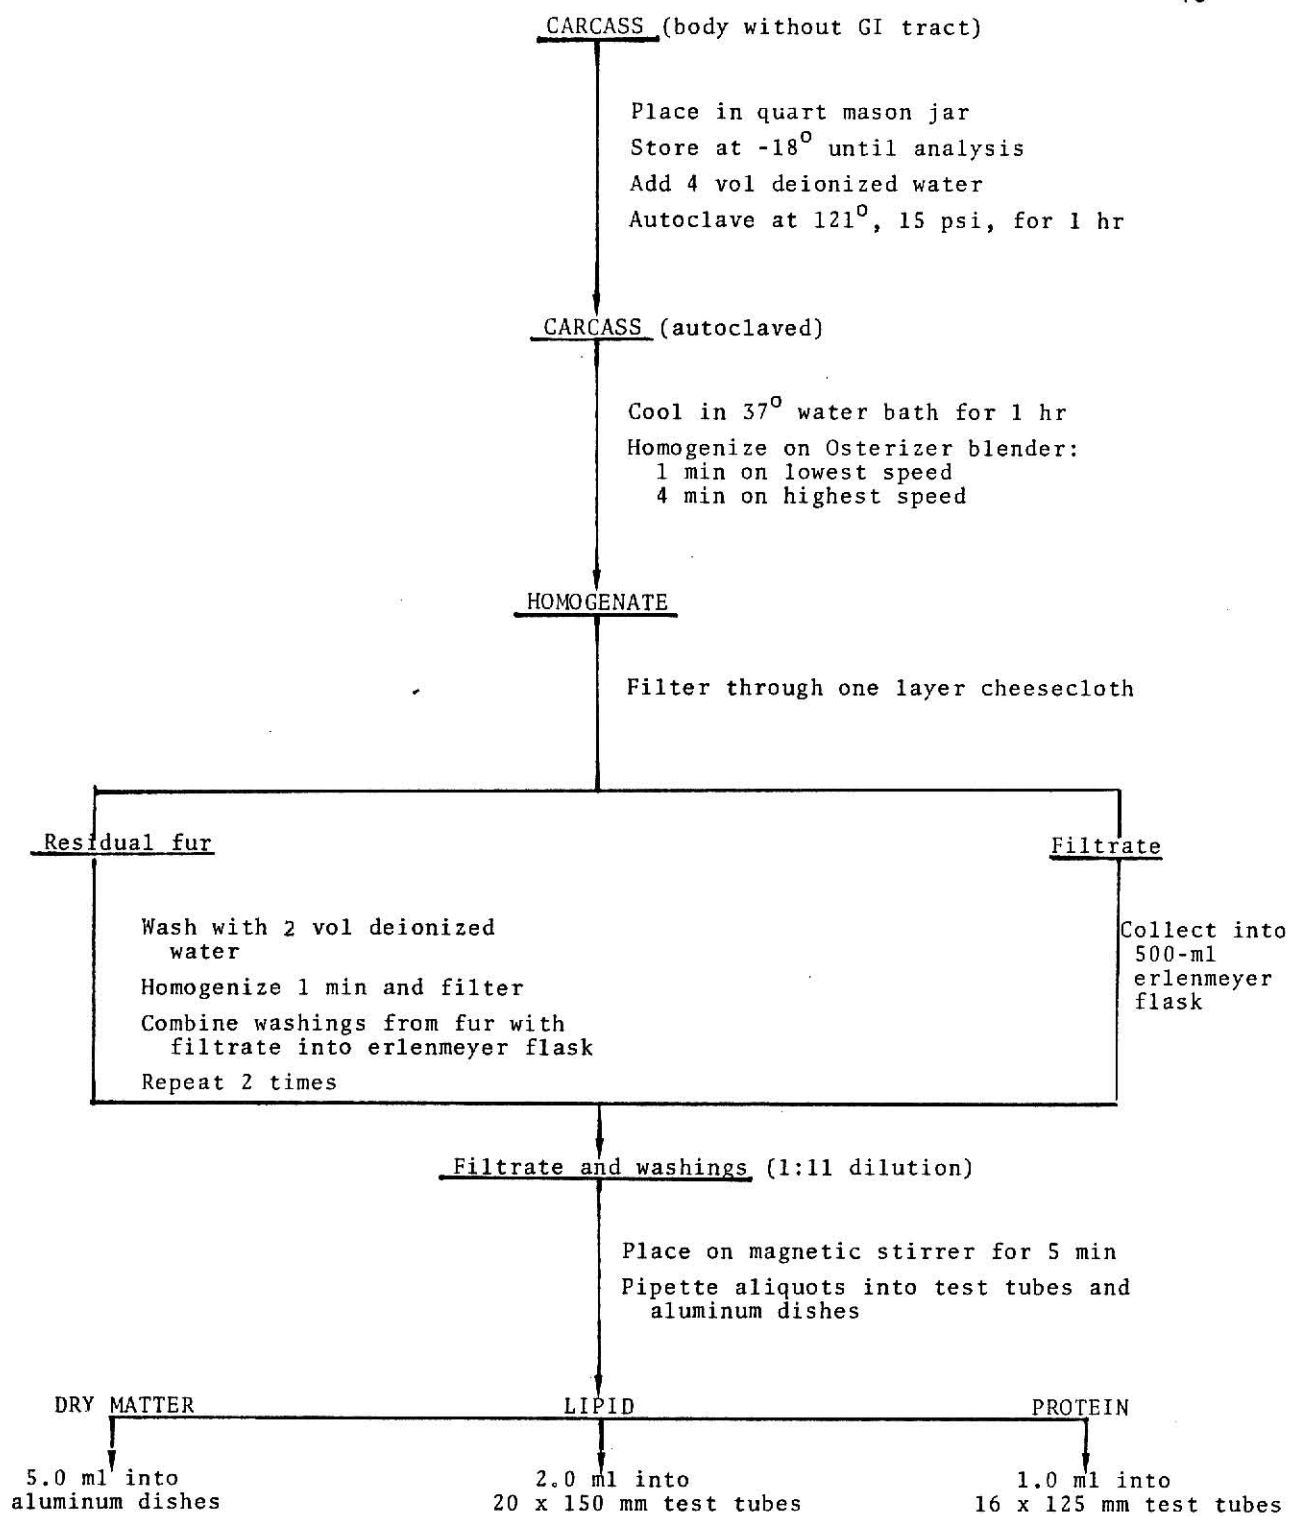 CARCASS (body without GI tract)
Place in quart mason jar
Store at -18° until analysis
Add 4 vol deionized water
Autoclave at 121°, 15 psi, for 1 hr
CARCASS (autoclaved)
Cool in 37° water bath for 1 hr
Homogenize on Osterizer blender:
1 min on lowest speed
4 min on highest speed
HOMOGENATE
Filter through one layer cheesecloth
Residual fur
Wash with 2 vol deionized
water
Homogenize 1 min and filter
Combine washings from fur with
filtrate into erlenmeyer flask
Repeat 2 times
Filtrate
Collect into
500-ml
erlenmeyer
flask
Filtrate and washings (1:11 dilution)
Place on magnetic stirrer for 5 min
Pipette aliquots into test tubes and
aluminum dishes
DRY MATTER
5.0 ml into
aluminum dishes
LIPID
2.0 ml into
20 x 150 mm test tubes
PROTEIN
1.0 ml into
16 x 125 mm test tubes